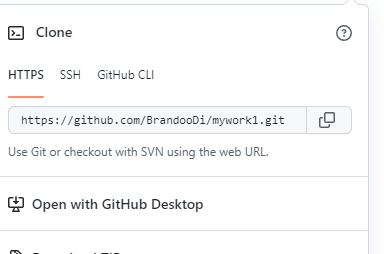 Clone
HTTPS SSH GitHub CLI
https://github.com/BrandooDi/mywork1.git
Use Git or checkout with SVN using the web URL.
Open with GitHub Desktop